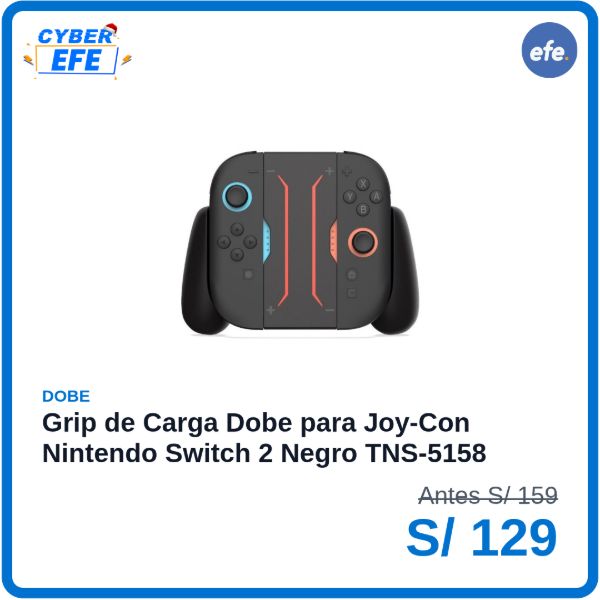 CYBER
EFE
efe.
X
Y
A
B
DOBE
Grip de Carga Dobe para Joy-Con
Nintendo Switch 2 Negro TNS-5158
Antes S/ 159
S/ 129